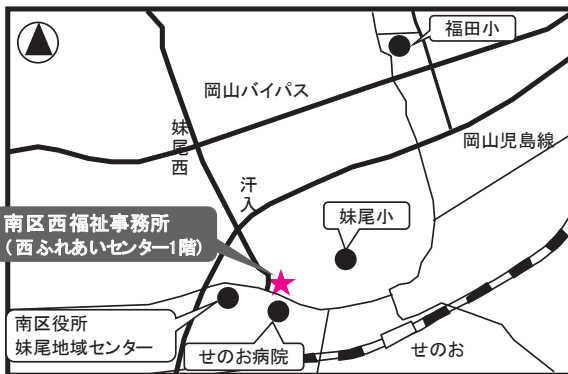 福田小
岡山バイパス
妹尾西
岡山児島線
汗入
南区西福祉事務所
(西ふれあいセンター1階)
妹尾小
南区役所
妹尾地域センター
せのお病院
せのお